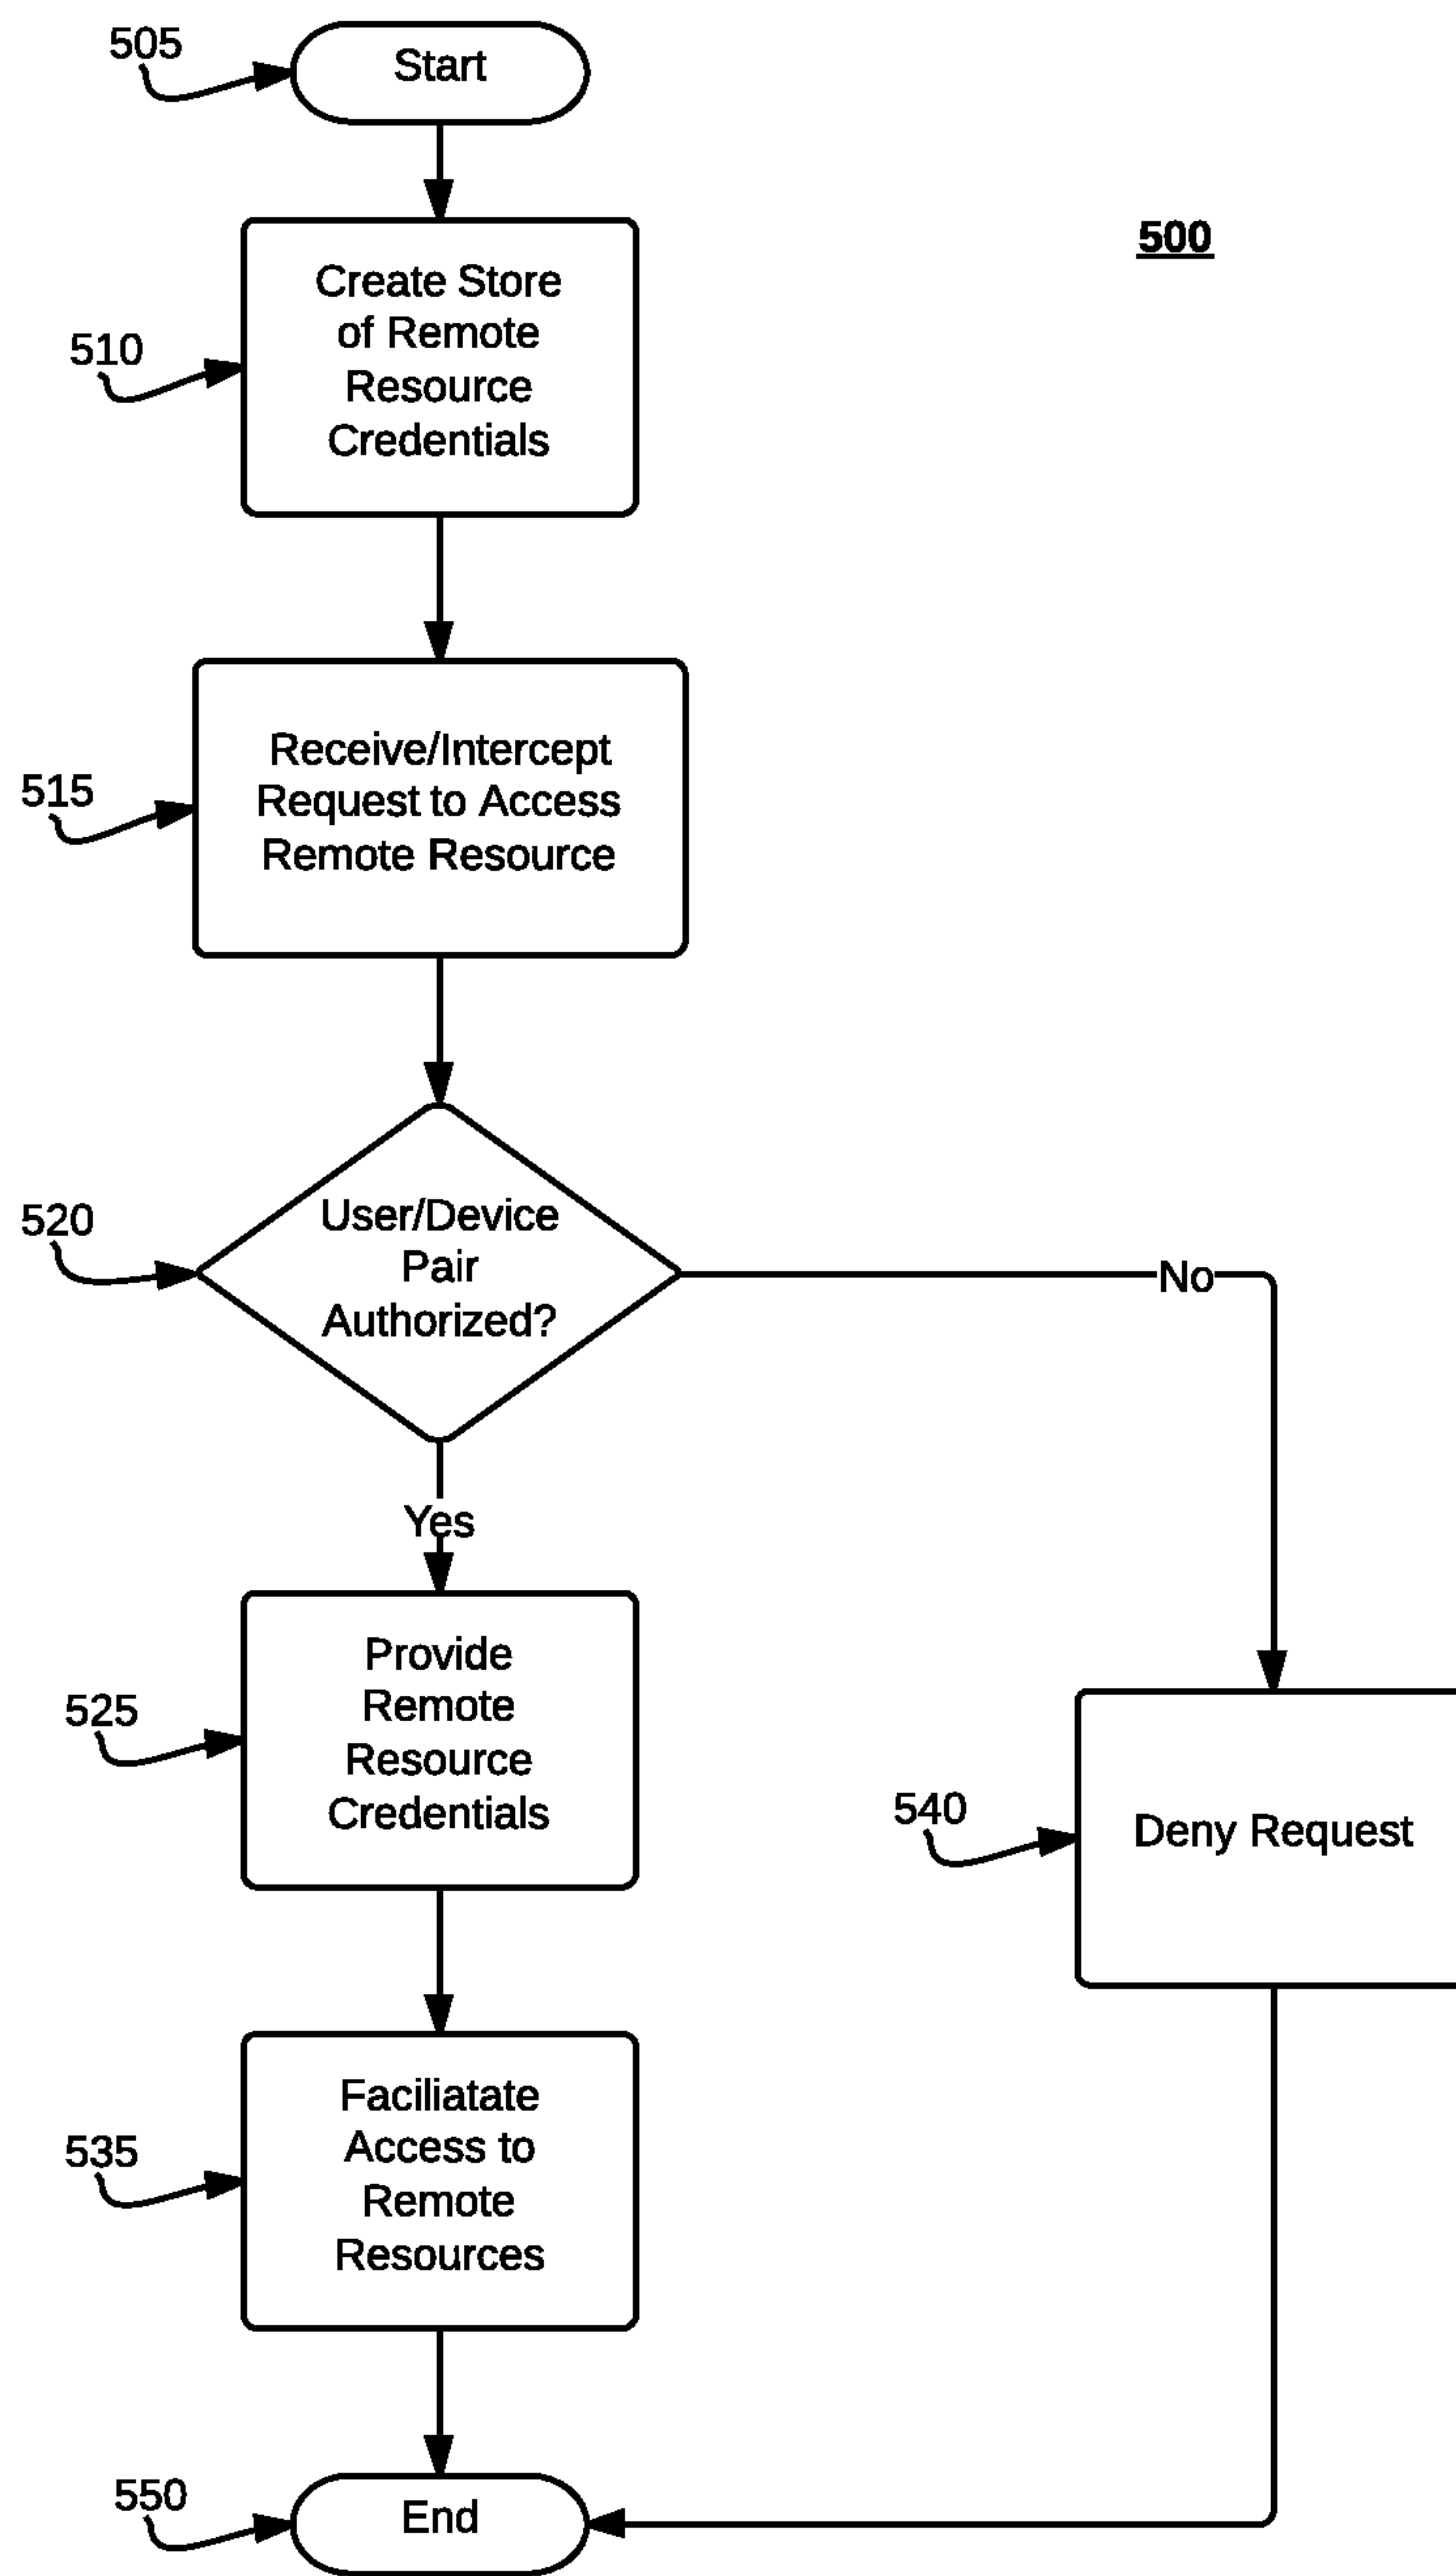 505
Start
500
Create Store
of Remote
Resource
Credentials
510
Receive/Intercept
Request to Access
Remote Resource
515
User/Device
Pair
Authorized?
520
No
Yes
Provide
Remote
Resource
Credentials
525
540
Deny Request
Faciliatate
Access to
Remote
Resources
535
550
End